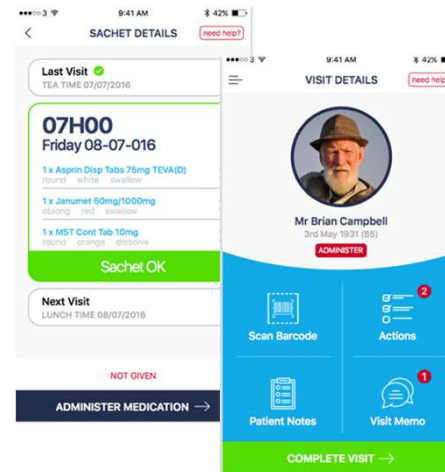 ●●●○○ 3 9:41 AM 42%
SACHET DETAILS
need help?
Last Visit
TEA TIME 07/07/2016
07H00
Friday 08-07-016
1 x Asprin Disp Tabs 75mg TEVA(D)
round white swallow
1 x Janumet 50mg/1000mg
oblong red swallow
1 x MST Cont Tab 10mg
round orange dissolve
Sachet OK
Next Visit
LUNCH TIME 08/07/2016
NOT GIVEN
ADMINISTER MEDICATION →
●●●○○ 3 9:41 AM 42%
VISIT DETAILS
need help
Mr Brian Campbell
3rd May 1931 (85)
ADMINISTER
2
Scan Barcode
Actions
1
Patient Notes
Visit Memo
COMPLETE VISIT →